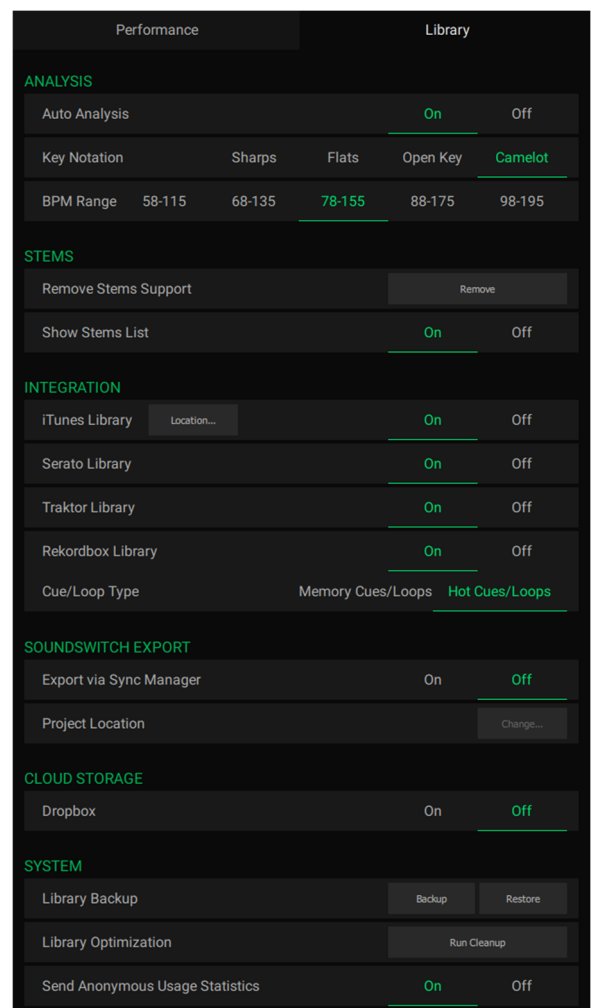 Performance Library
ANALYSIS
Auto Analysis On Off
Key Notation Sharps Flats Open Key Camelot
BPM Range 58-115 68-135 78-155 88-175 98-195
STEMS
Remove Stems Support Remove
Show Stems List On Off
INTEGRATION
iTunes Library Location... On Off
Serato Library On Off
Traktor Library On Off
Rekordbox Library On Off
Cue/Loop Type Memory Cues/Loops Hot Cues/Loops
SOUNDSWITCH EXPORT
Export via Sync Manager On Off
Project Location Change...
CLOUD STORAGE
Dropbox On Off
SYSTEM
Library Backup Backup Restore
Library Optimization Run Cleanup
Send Anonymous Usage Statistics On Off